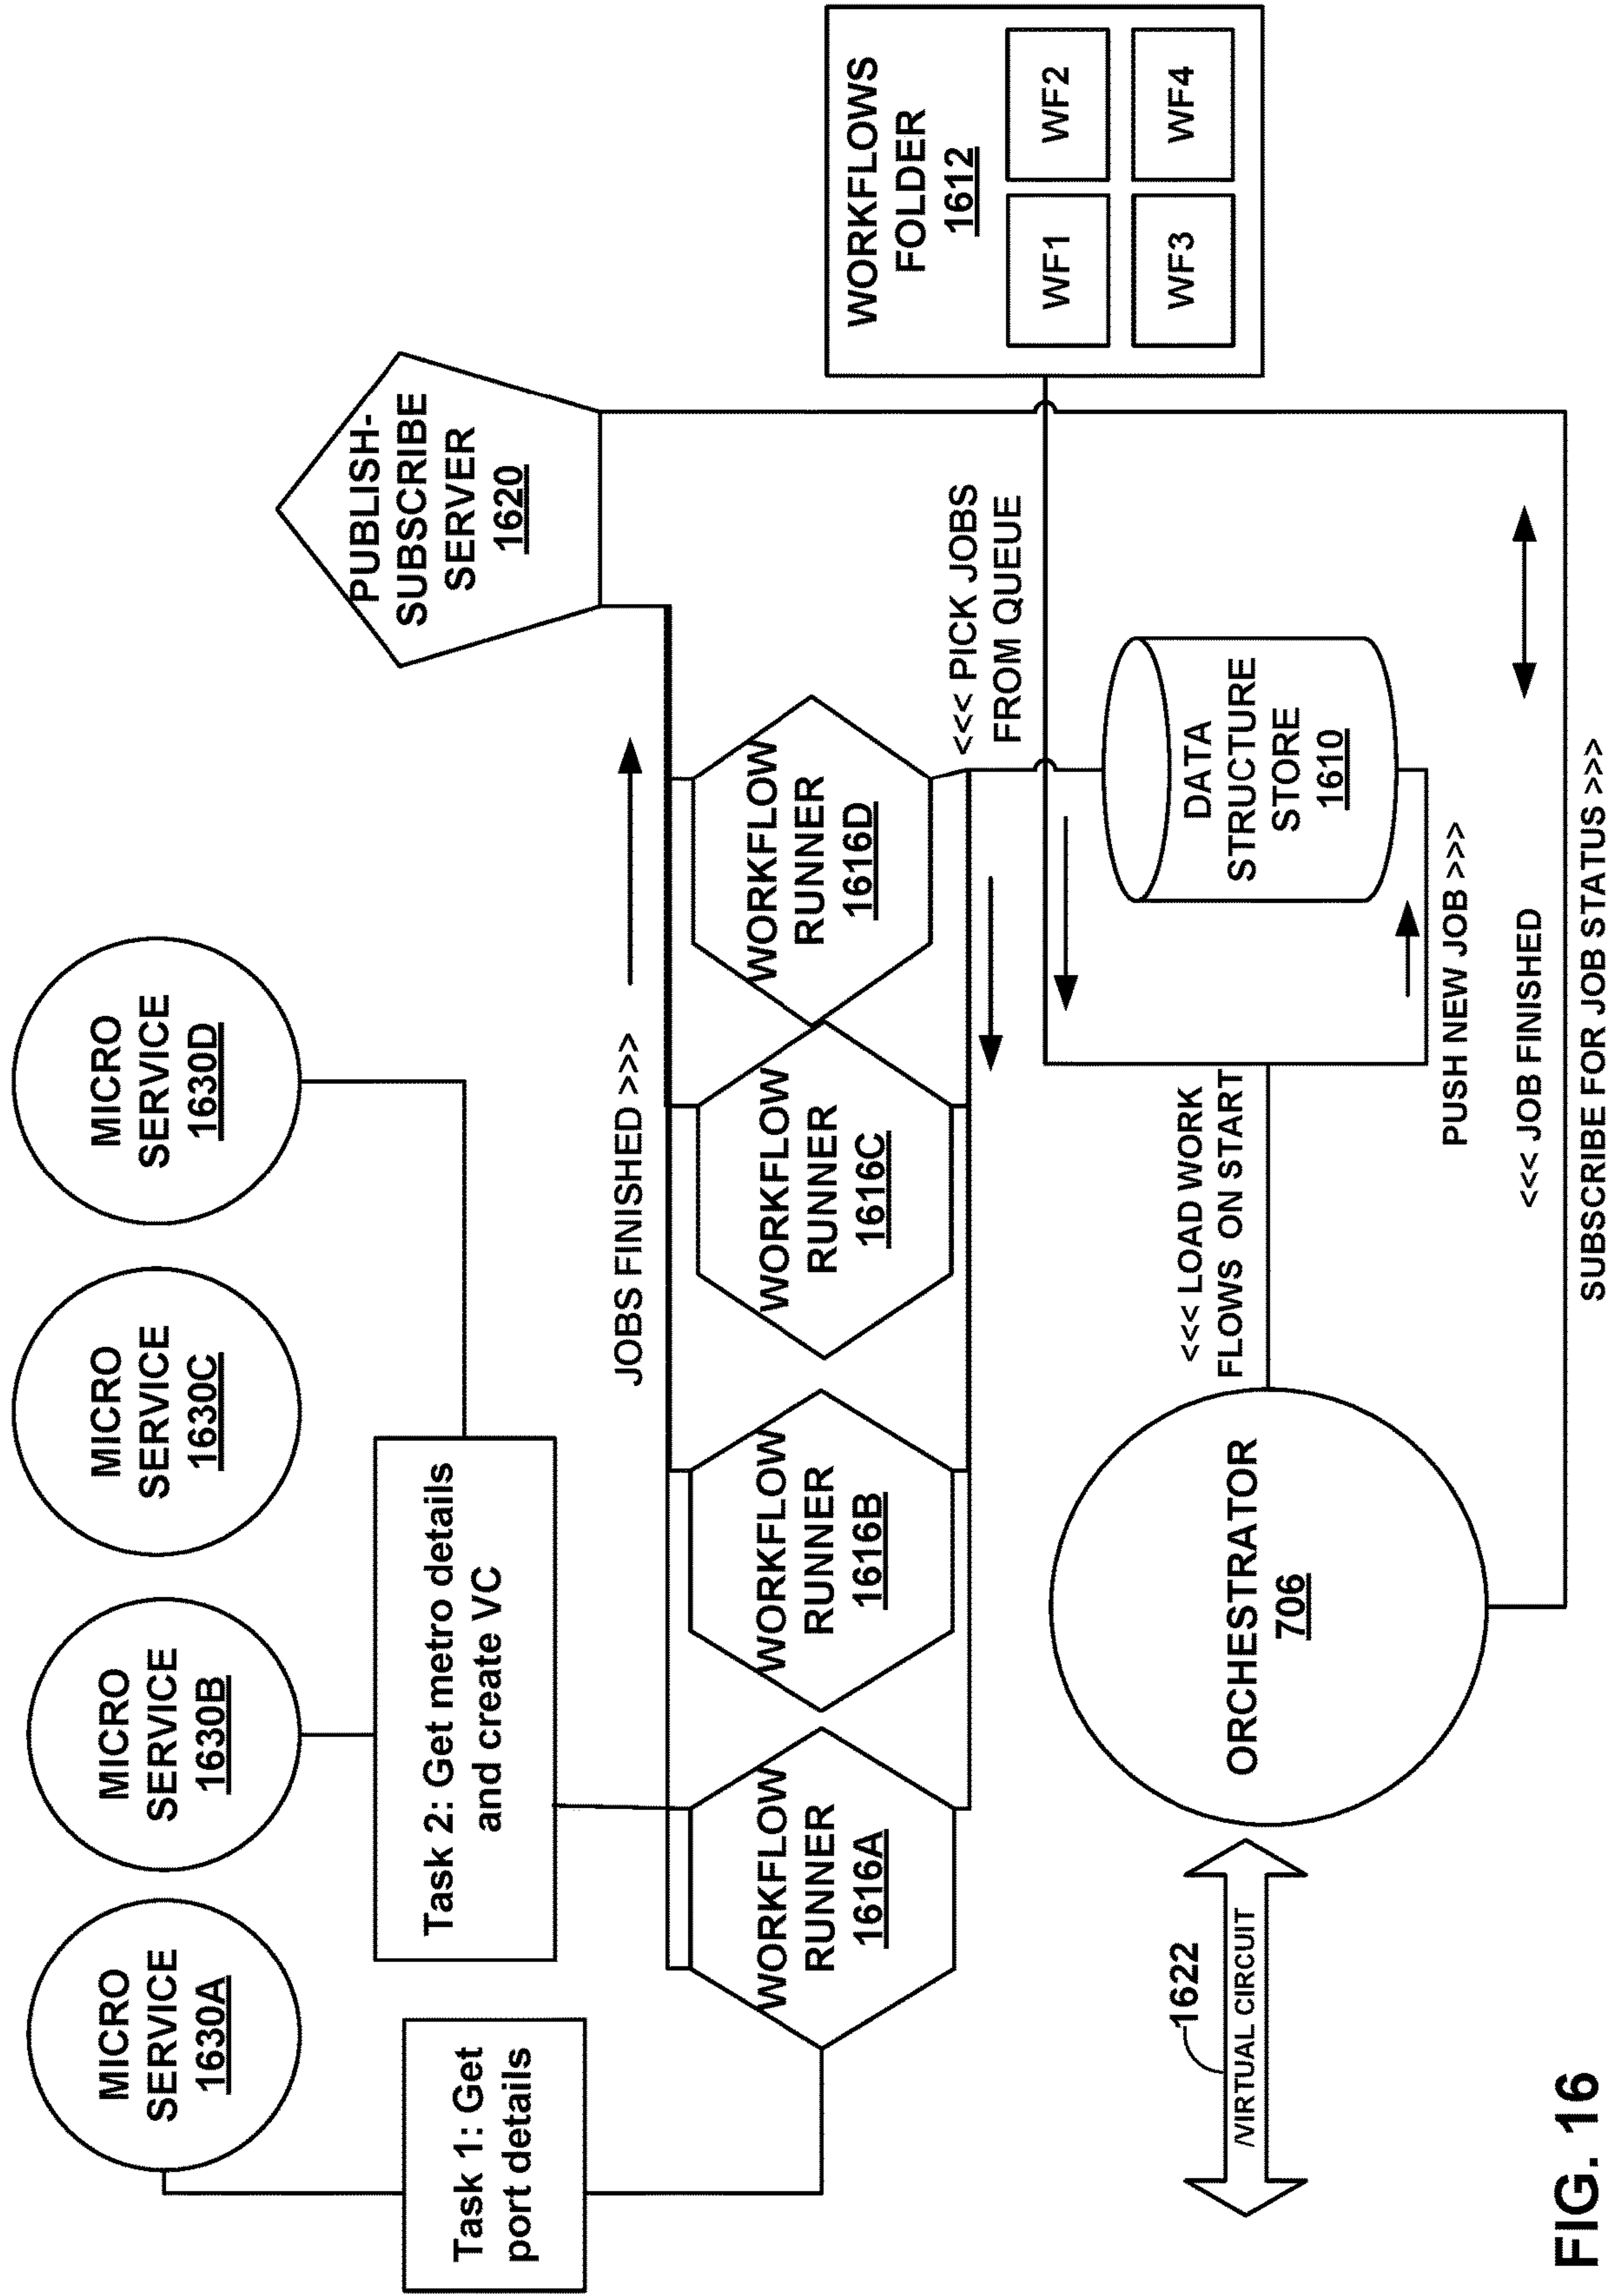 MICRO
SERVICE
1630A
MICRO
SERVICE
1630B
MICRO
SERVICE
1630C
MICRO
SERVICE
1630D
Task 1: Get
port details
Task 2: Get metro details
and create VC
JOBS FINISHED >>>
PUBLISH-
SUBSCRIBE
SERVER
1620
WORKFLOW
RUNNER
1616A
WORKFLOW
RUNNER
1616B
WORKFLOW
RUNNER
1616C
WORKFLOW
RUNNER
1616D
<<< PICK JOBS
FROM QUEUE
WORKFLOWS
FOLDER
1612
WF1
WF2
WF3
WF4
1622
/VIRTUAL CIRCUIT
ORCHESTRATOR
706
<<< LOAD WORK
FLOWS ON START
DATA
STRUCTURE
STORE
1610
PUSH NEW JOB >>>
<<< JOB FINISHED
SUBSCRIBE FOR JOB STATUS >>>
FIG. 16